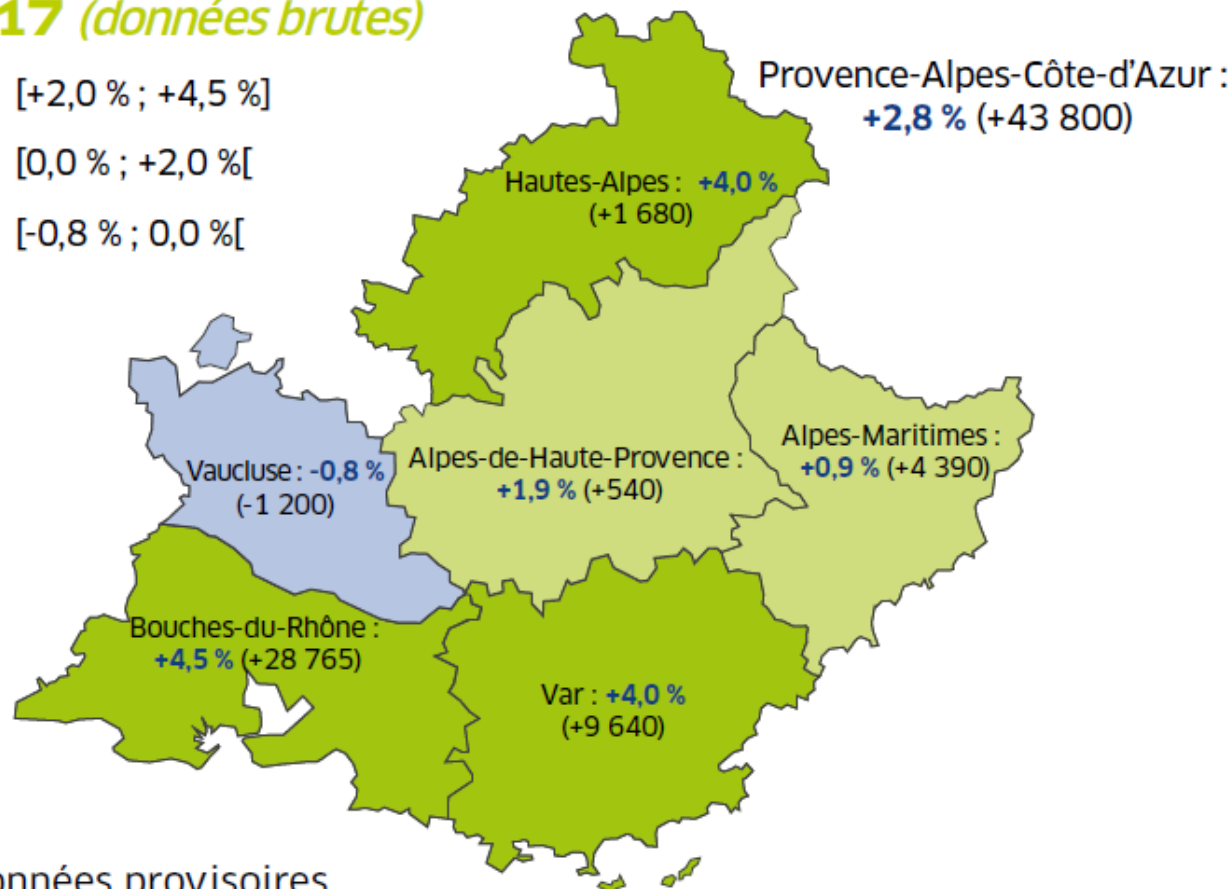 17 (données brutes)
[+2,0 % ; +4,5 %]
[0,0 % ; +2,0 %[
[-0,8 % ; 0,0 %[
Provence-Alpes-Côte-d'Azur :
+2,8 % (+43 800)
Hautes-Alpes : +4,0 %
(+1 680)
Alpes-Maritimes :
+0,9 % (+4 390)
Alpes-de-Haute-Provence :
+1,9 % (+540)
Vaucluse : -0,8 %
(-1 200)
Bouches-du-Rhône :
+4,5 % (+28 765)
Var : +4,0 %
(+9 640)
onnées provisoires